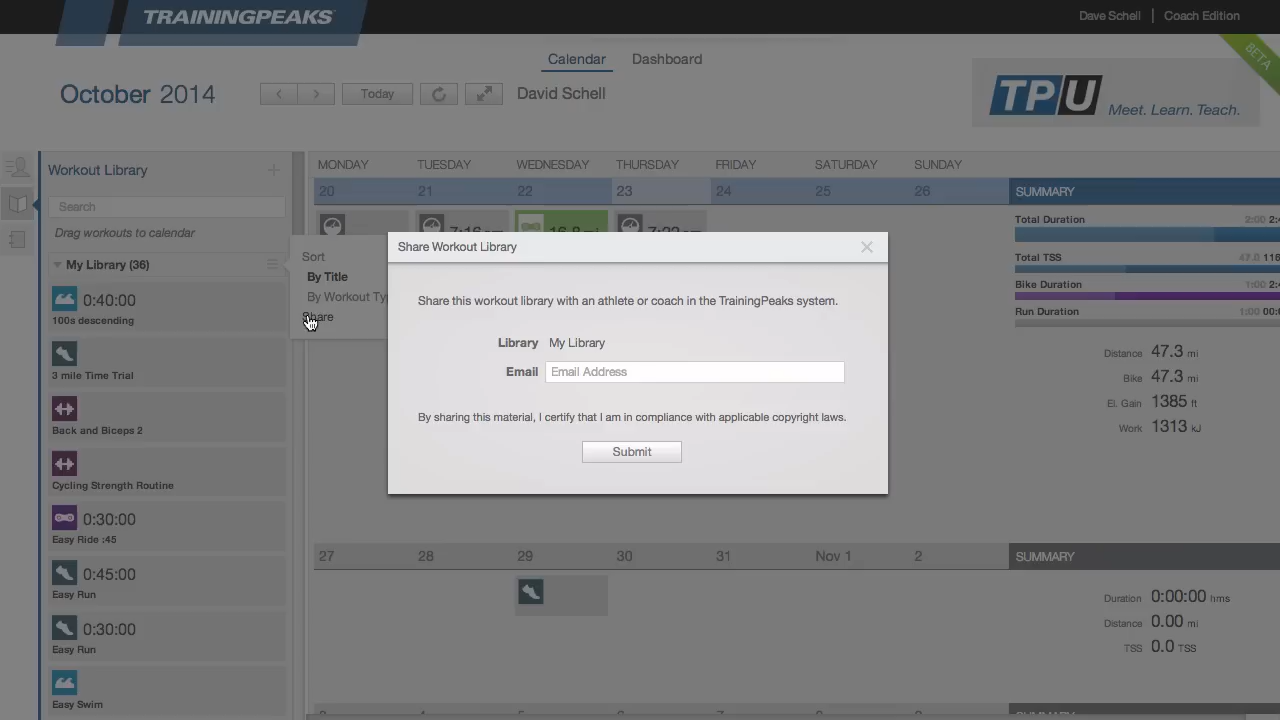 TRAININGPEAKS
Dave Schell | Coach Edition
BETA
Calendar Dashboard
October 2014
Today
David Schell
TPU Meet. Learn. Teach.
Workout Library
Search
Drag workouts to calendar
My Library (36)
0:40:00
100s descending
3 mile Time Trial
Back and Biceps 2
Cycling Strength Routine
0:30:00
Easy Ride :45
0:45:00
Easy Run
0:30:00
Easy Run
Easy Swim
Sort
By Title
By Workout Ty
Share
MONDAY TUESDAY WEDNESDAY THURSDAY FRIDAY SATURDAY SUNDAY
20 21 22 23 24 25 26 SUMMARY
Share Workout Library
Share this workout library with an athlete or coach in the TrainingPeaks system.
Library My Library
Email Email Address
By sharing this material, I certify that I am in compliance with applicable copyright laws.
Submit
Total Duration 2:00
Total TSS 47.0
Bike Duration 1:00
Run Duration 1:00
Distance 47.3 mi
Bike 47.3 mi
El. Gain 1385 ft
Work 1313 kJ
27 28 29 30 31 Nov 1 2 SUMMARY
Duration 0:00:00 hms
Distance 0.00 mi
TSS 0.0 TSS